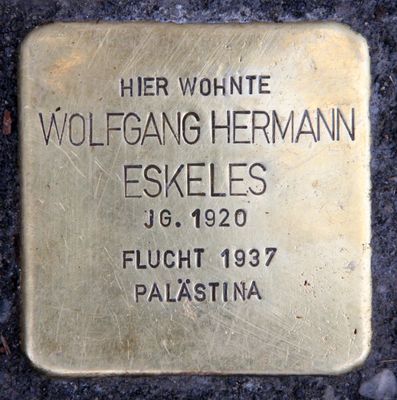 HIER WOHNTE
WOLFGANG HERMANN
ESKELES
JG. 1920
FLUCHT 1937
PALÄSTINA